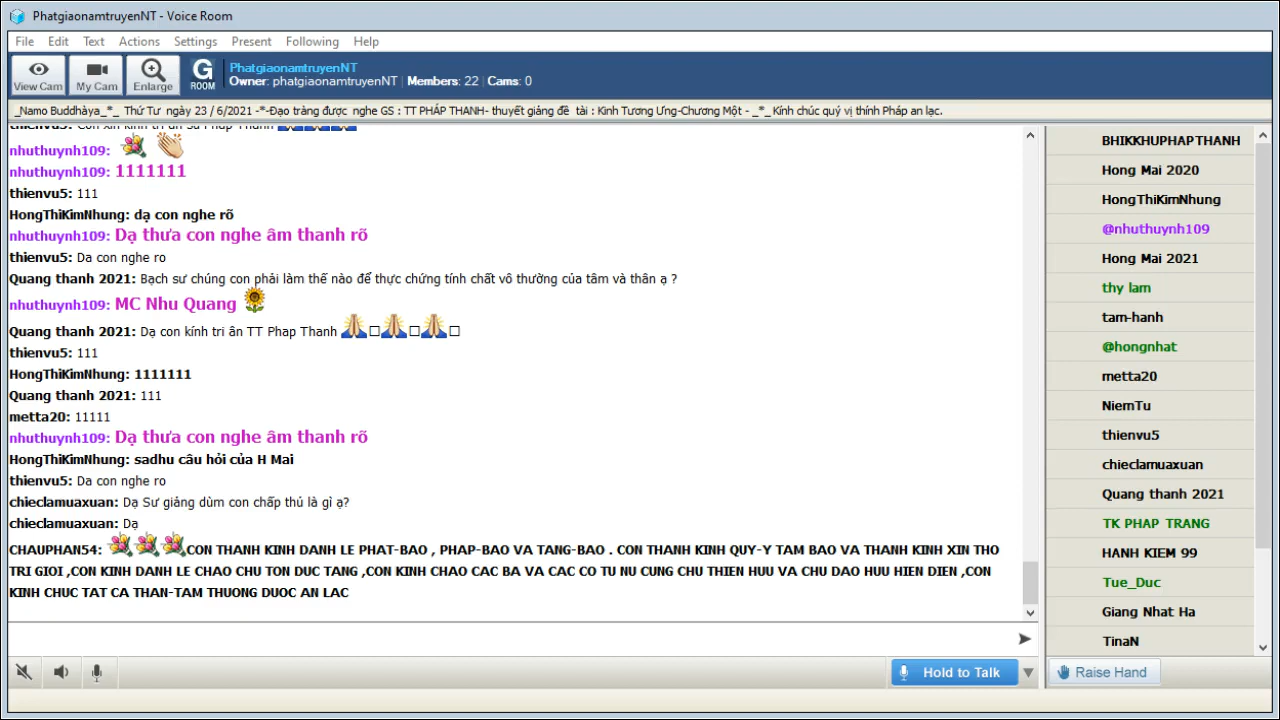 PhatgiaonamtruyenNT - Voice Room
File Edit Text Actions Settings Present Following Help
View Cam My Cam Enlarge G ROOM
PhatgiaonamtruyenNT
Owner: phatgiaonamtruyenNT | Members: 22 | Cams: 0
_Namo Buddhàya_*_ Thứ Tư ngày 23 / 6/2021 -*-Đạo tràng được nghe GS : TT PHÁP THANH- thuyết giảng đề tài : Kinh Tương Ưng-Chương Một - _*_Kính chúc quý vị thính Pháp an lạc.
thienvu5: Con xin kinh tri an Su Phap Thanh
nhuthuynh109:
nhuthuynh109: 1111111
thienvu5: 111
HongThiKimNhung: dạ con nghe rõ
nhuthuynh109: Dạ thưa con nghe âm thanh rõ
thienvu5: Da con nghe ro
Quang thanh 2021: Bạch sư chúng con phải làm thế nào để thực chứng tính chất vô thường của tâm và thân ạ ?
nhuthuynh109: MC Nhu Quang
Quang thanh 2021: Dạ con kính tri ân TT Phap Thanh
thienvu5: 111
HongThiKimNhung: 1111111
Quang thanh 2021: 111
metta20: 11111
nhuthuynh109: Dạ thưa con nghe âm thanh rõ
HongThiKimNhung: sadhu câu hỏi của H Mai
thienvu5: Da con nghe ro
chieclamuaxuan: Dạ Sư giảng dùm con chấp thủ là gì ạ?
chieclamuaxuan: Dạ
CHAUPHAN54: CON THANH KINH DANH LE PHAT-BAO , PHAP-BAO VA TANG-BAO . CON THANH KINH QUY-Y TAM BAO VA THANH KINH XIN THO
TRI GIOI ,CON KINH DANH LE CHAO CHU TON DUC TANG ,CON KINH CHAO CAC BA VA CAC CO TU NU CUNG CHU THIEN HUU VA CHU DAO HUU HIEN DIEN ,CON
KINH CHUC TAT CA THAN-TAM THUONG DUOC AN LAC
BHIKKHUPHAPTHANH
Hong Mai 2020
HongThiKimNhung
@nhuthuynh109
Hong Mai 2021
thy lam
tam-hanh
@hongnhat
metta20
NiemTu
thienvu5
chieclamuaxuan
Quang thanh 2021
TK PHAP TRANG
HANH KIEM 99
Tue_Duc
Giang Nhat Ha
TinaN
Hold to Talk
Raise Hand